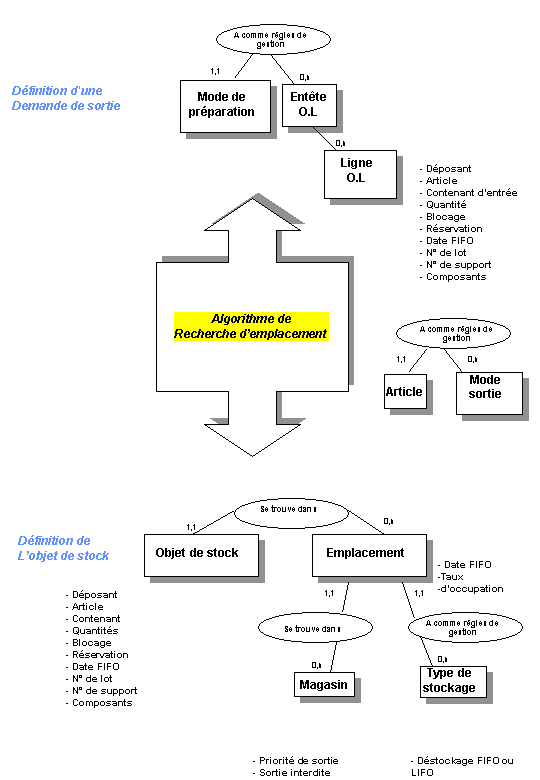 A comme règles de
gestion
1,1
0,n
Définition d'une
Demande de sortie
Mode de
préparation
Entête
O.L
0,n
Ligne
O.L
- Déposant
- Article
- Contenant d'entrée
- Quantité
- Blocage
- Réservation
- Date FIFO
- N° de lot
- N° de support
- Composants
Algorithme de
Recherche d'emplacement
A comme règles de
gestion
1,1
0,n
Article
Mode
sortie
Se trouve dans
1,1
0,n
Définition de
L'objet de stock
Objet de stock
Emplacement
- Date FIFO
-Taux
-d'occupation
- Déposant
- Article
- Contenant
- Quantités
- Blocage
- Réservation
- Date FIFO
- N° de lot
- N° de support
- Composants
1,1
1,1
Se trouve dans
A comme règles de
gestion
0,n
0,n
Magasin
Type de
stockage
- Priorité de sortie
- Sortie interdite
- Déstockage FIFO ou
LIFO